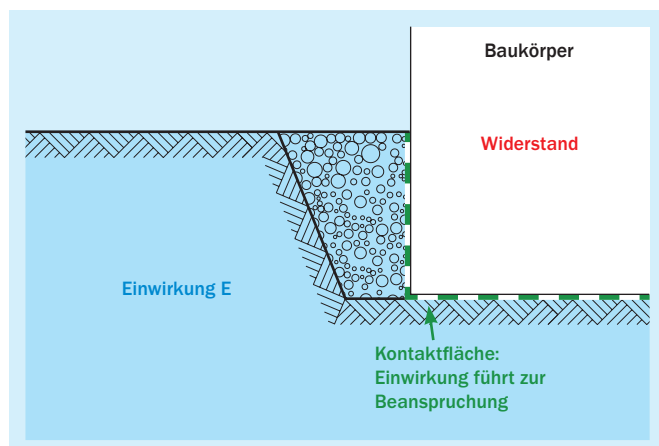 Baukörper
Widerstand
Einwirkung E
Kontaktfläche:
Einwirkung führt zur
Beanspruchung